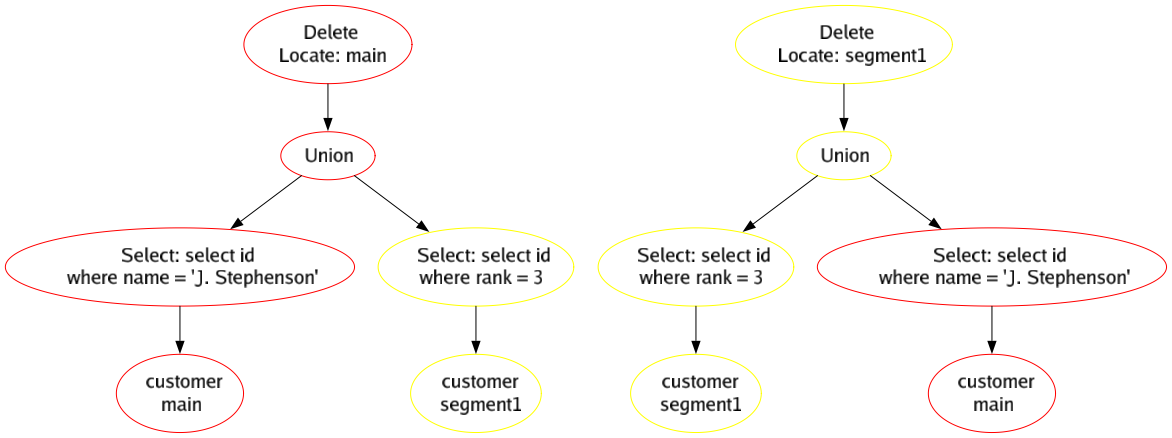 Delete
Locate: main
Delete
Locate: segment1
Union
Union
Select: select id
where name = 'J. Stephenson'
Select: select id
where rank = 3
Select: select id
where rank = 3
Select: select id
where name = 'J. Stephenson'
customer
main
customer
segment1
customer
segment1
customer
main